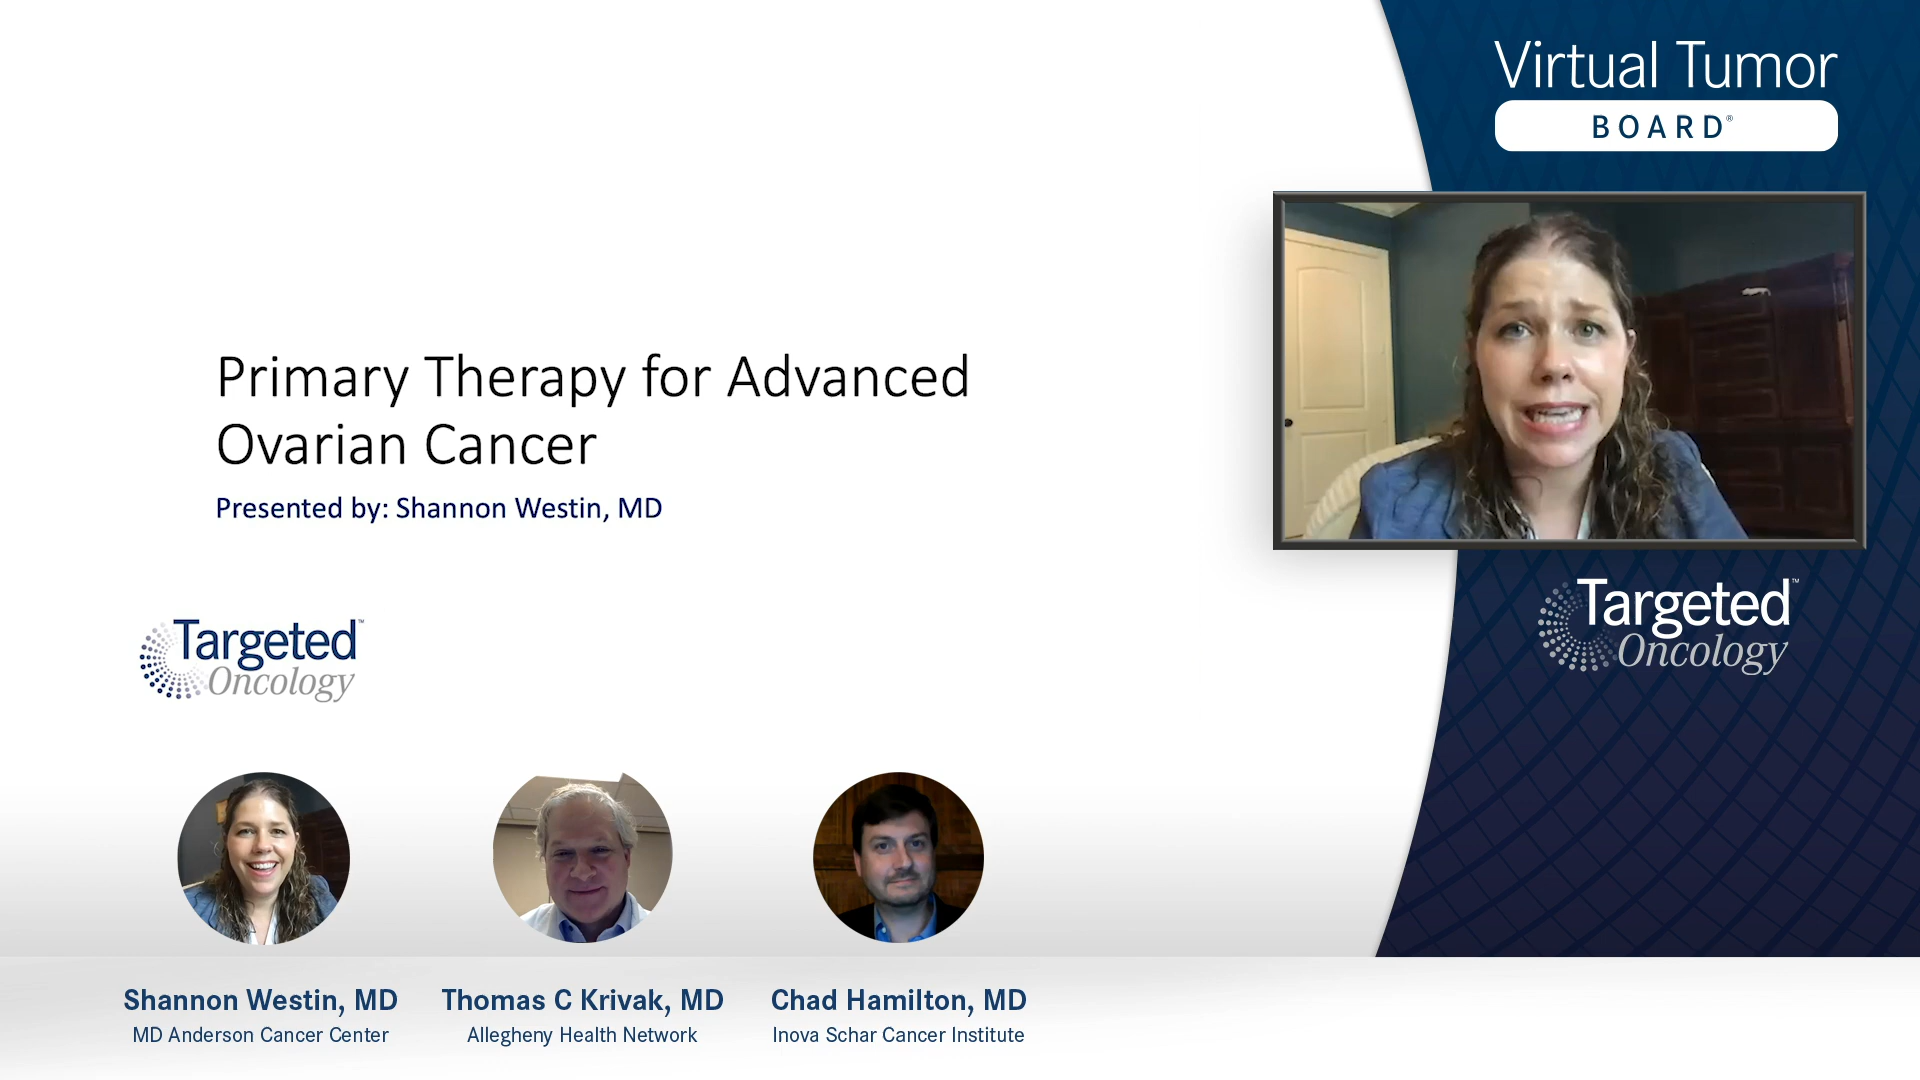 Virtual Tumor
BOARD®
Primary Therapy for Advanced
Ovarian Cancer
Presented by: Shannon Westin, MD
Targeted™
Oncology
Targeted™
Oncology
Shannon Westin, MD
MD Anderson Cancer Center
Thomas C Krivak, MD
Allegheny Health Network
Chad Hamilton, MD
Inova Schar Cancer Institute